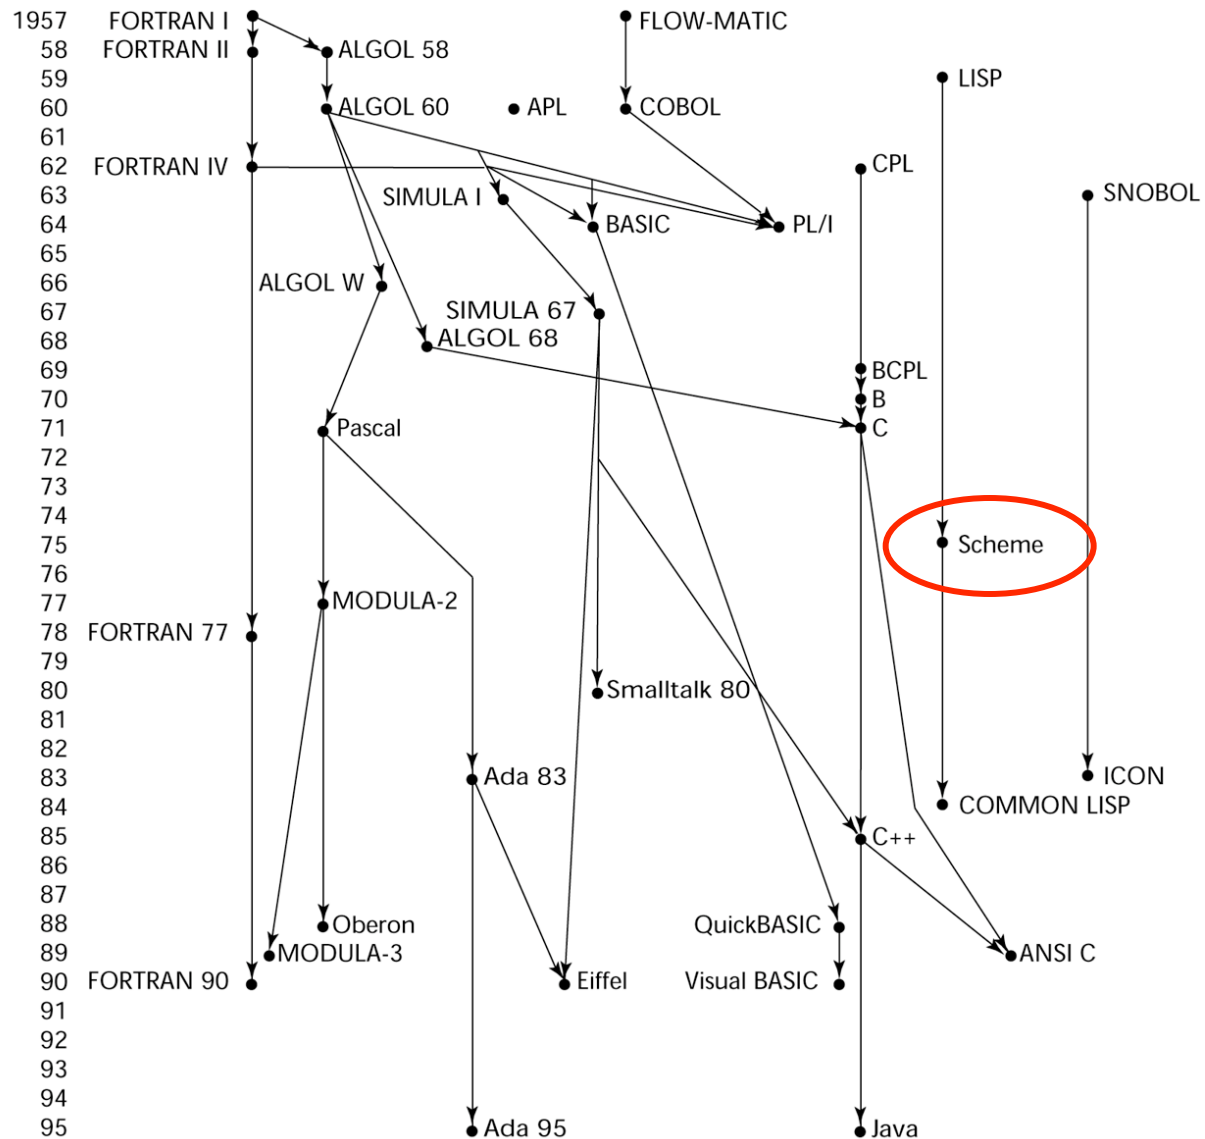 1957 FORTRAN I FLOW-MATIC
58 FORTRAN II ALGOL 58
59 LISP
60 ALGOL 60 APL COBOL
61
62 FORTRAN IV CPL
63 SIMULA I SNOBOL
64 BASIC PL/I
65
66 ALGOL W
67 SIMULA 67
68 ALGOL 68
69 BCPL
70 B
71 Pascal C
72
73
74
75 Scheme
76
77 MODULA-2
78 FORTRAN 77
79
80 Smalltalk 80
81
82
83 Ada 83 ICON
84 COMMON LISP
85 C++
86
87
88 Oberon QuickBASIC
89 MODULA-3 ANSI C
90 FORTRAN 90 Eiffel Visual BASIC
91
92
93
94
95 Ada 95 Java